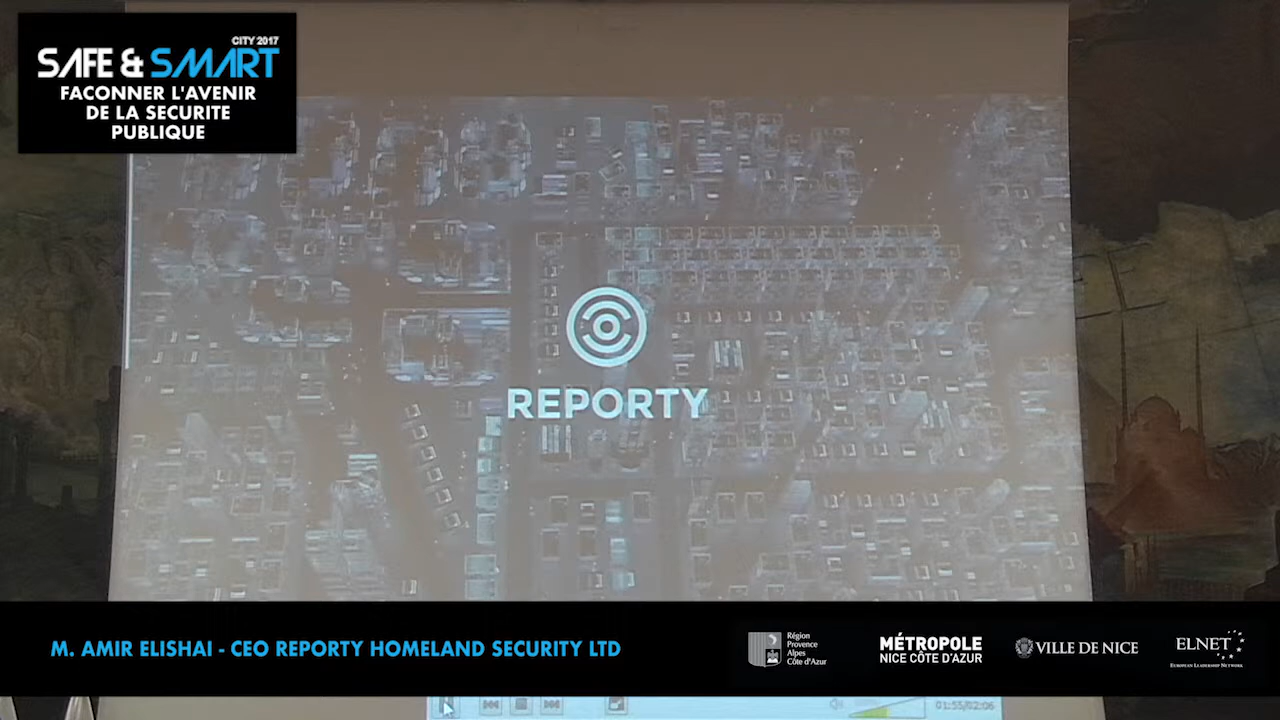 CITY 2017
SAFE & SMART
FACONNER L'AVENIR
DE LA SECURITE
PUBLIQUE
REPORTY
M. AMIR ELISHAI - CEO REPORTY HOMELAND SECURITY LTD
Région
Provence
Alpes
Côte d'Azur
MÉTROPOLE
NICE CÔTE D'AZUR
VILLE DE NICE
ELNET
EUROPEAN LEADERSHIP NETWORK
01:55/02:06